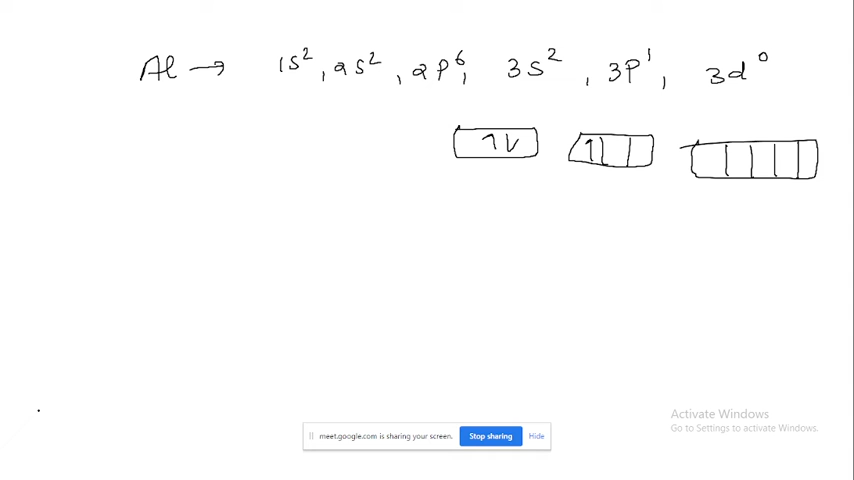 Al → 1s², 2s², 2p⁶, 3s², 3p¹, 3d⁰
Activate Windows
Go to Settings to activate Windows.
meet.google.com is sharing your screen. Stop sharing Hide